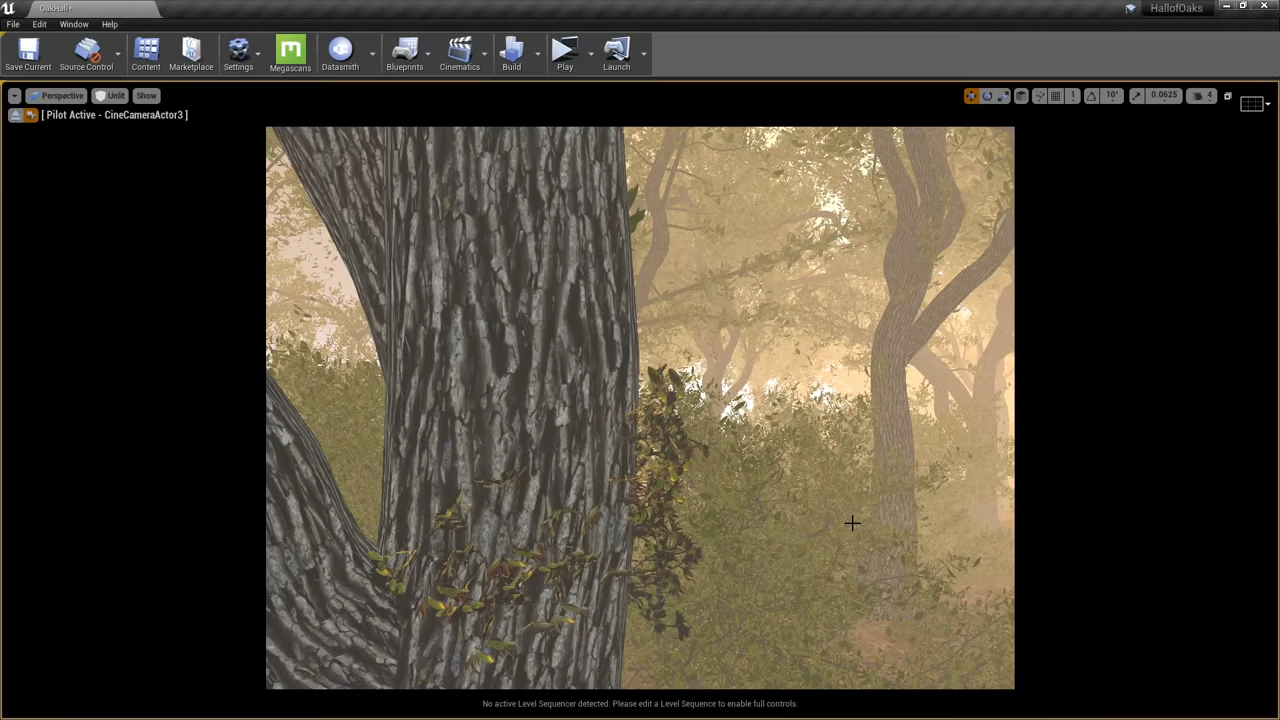 OakHall•
HallofOaks
File Edit Window Help
Save Current Source Control Content Marketplace Settings Megascans Datasmith Blueprints Cinematics Build Play Launch
Perspective Unlit Show 1 10° 0.0625 4
[ Pilot Active - CineCameraActor3 ]
No active Level Sequencer detected. Please edit a Level Sequence to enable full controls.